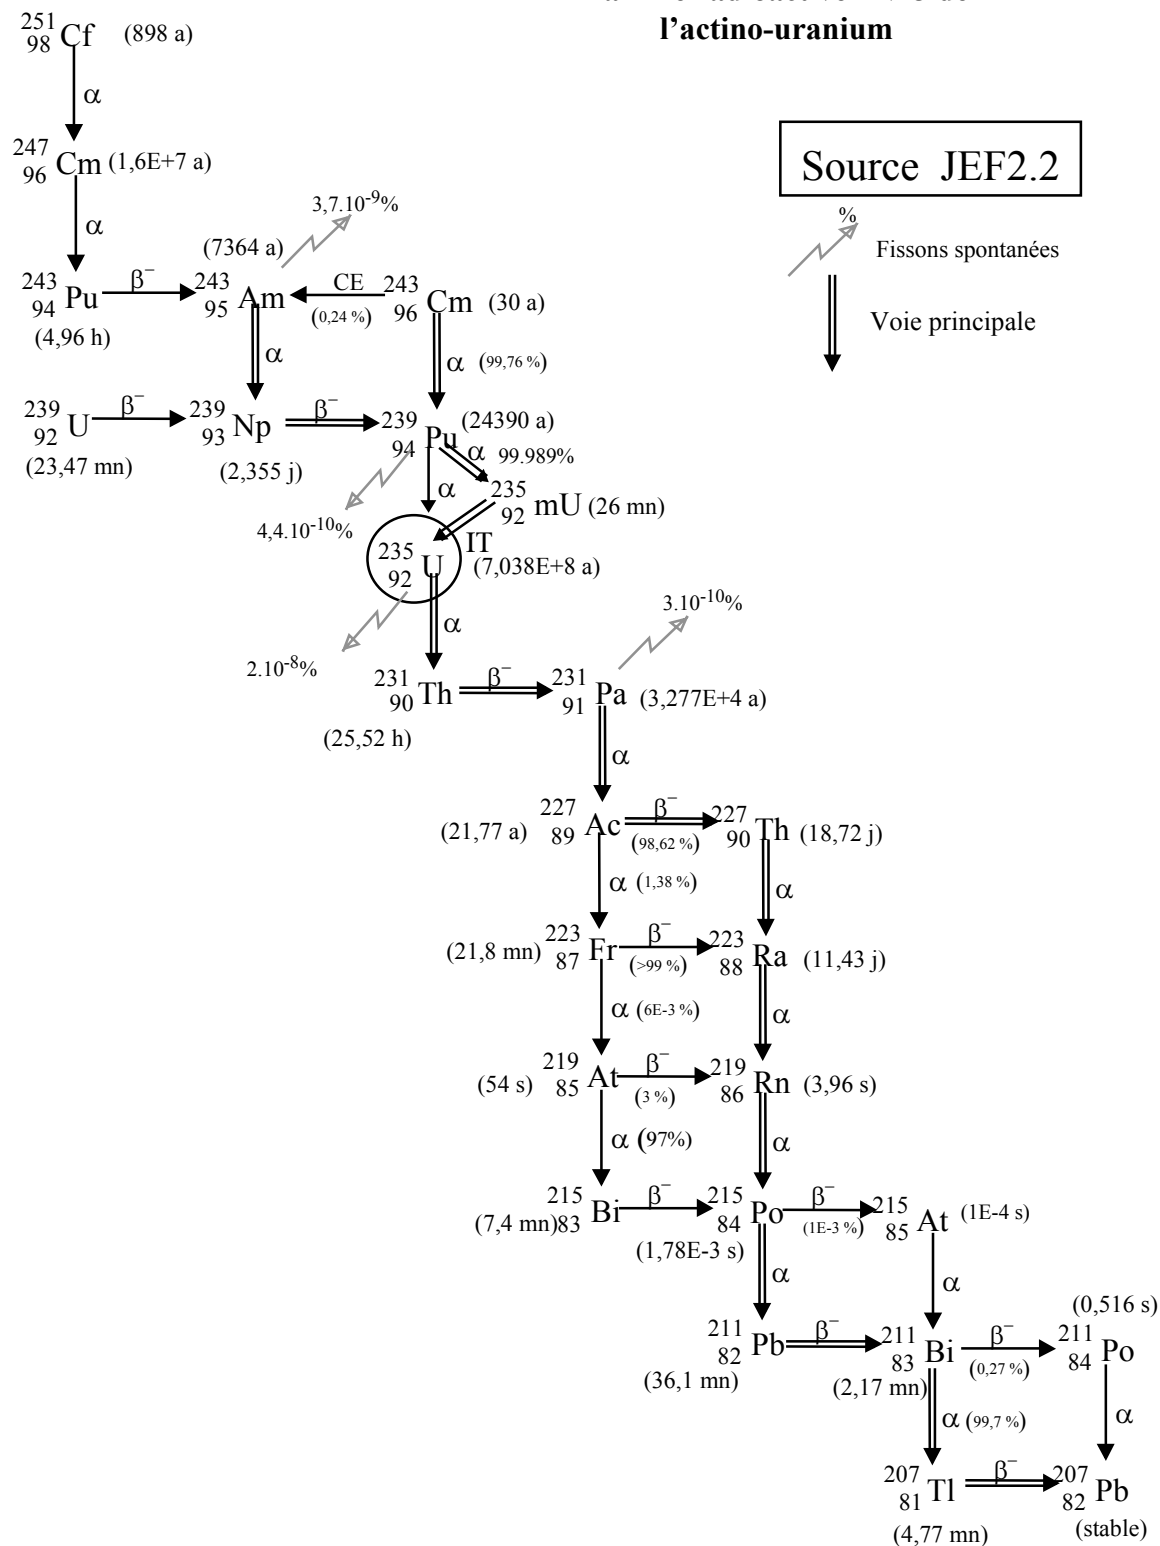 l’actino-uranium
251
98 Cf (898 a)
α
247
96 Cm (1,6E+7 a)
Source JEF2.2
α
3,7.10-9%
%
Fissons spontanées
(7364 a)
243
94 Pu
β−
243
95 Am
CE
(0,24 %)
243
96 Cm (30 a)
(4,96 h)
Voie principale
α
α (99,76 %)
239
92 U
β−
239
93 Np
β−
239
94 Pu (24390 a)
(23,47 mn)
(2,355 j)
α 99.989%
α
235
92 mU (26 mn)
4,4.10-10%
IT
235
92 U (7,038E+8 a)
3.10-10%
α
2.10-8%
231
90 Th
β−
231
91 Pa (3,277E+4 a)
(25,52 h)
α
(21,77 a)
227
89 Ac
β−
(98,62 %)
227
90 Th (18,72 j)
α (1,38 %)
α
(21,8 mn)
223
87 Fr
β−
(>99 %)
223
88 Ra (11,43 j)
α (6E-3 %)
α
(54 s)
219
85 At
β−
(3 %)
219
86 Rn (3,96 s)
α (97%)
α
(7,4 mn)
215
83 Bi
β−
215
84 Po
β−
(1E-3 %)
215
85 At (1E-4 s)
(1,78E-3 s)
α
α
(0,516 s)
211
82 Pb
β−
211
83 Bi
β−
(0,27 %)
211
84 Po
(36,1 mn)
(2,17 mn)
α (99,7 %)
α
207
81 Tl
β−
207
82 Pb
(4,77 mn)
(stable)